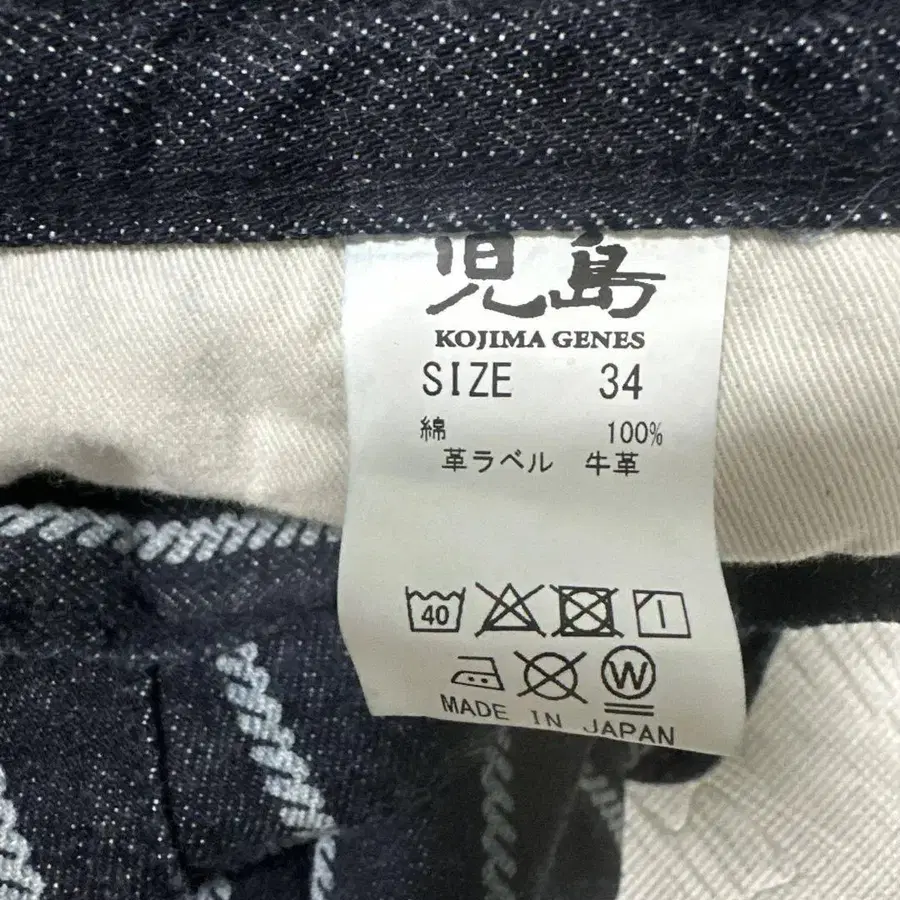 児島
KOJIMA GENES
SIZE 34
綿 100%
革ラベル 牛革
40
W
MADE IN JAPAN